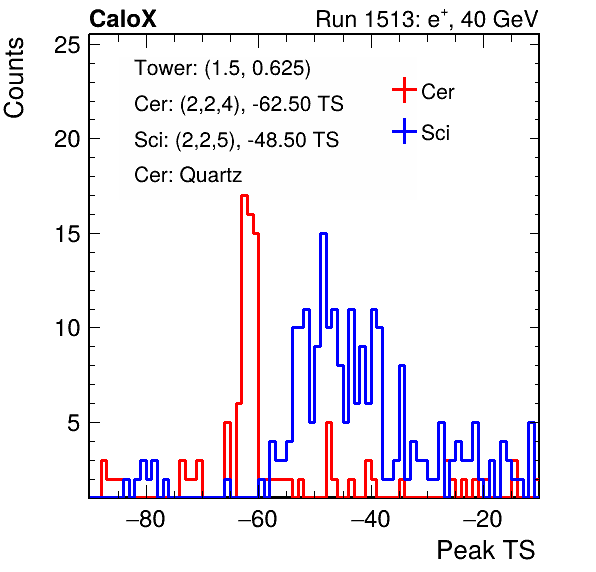 CaloX Run 1513: e⁺, 40 GeV
Counts
25
20
15
10
5
Tower: (1.5, 0.625)
Cer: (2,2,4), -62.50 TS
Sci: (2,2,5), -48.50 TS
Cer: Quartz
Cer
Sci
−80 −60 −40 −20
Peak TS